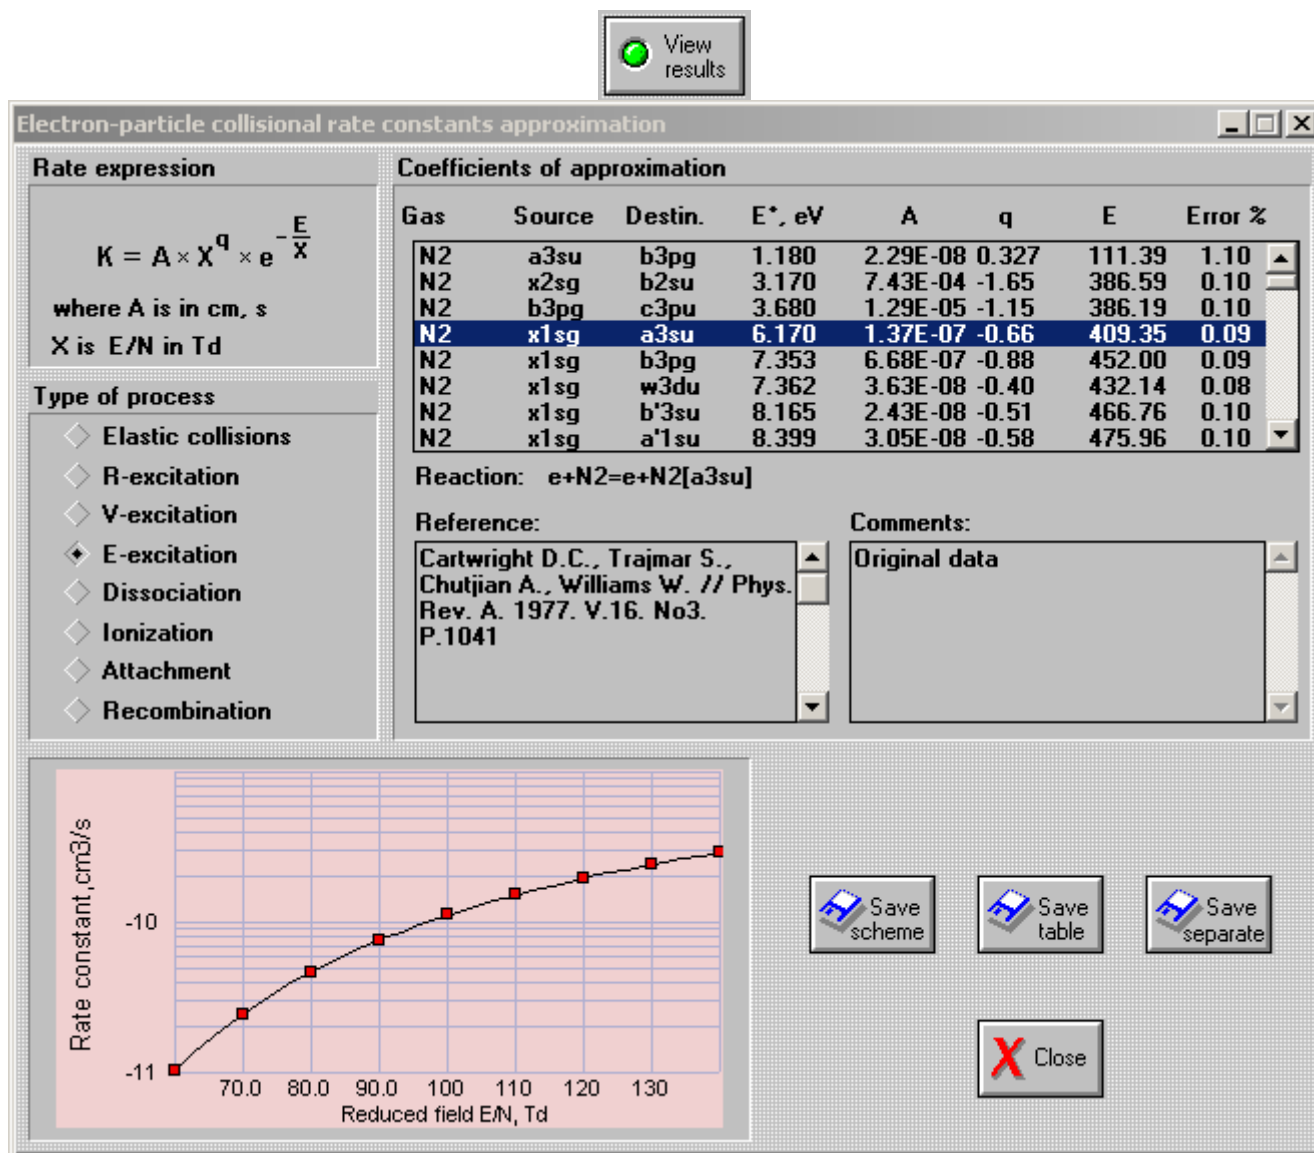 View
results
Electron-particle collisional rate constants approximation
Rate expression
K = A × X^q × e^(-E/X)
where A is in cm, s
X is E/N in Td
Type of process
Elastic collisions
R-excitation
V-excitation
E-excitation
Dissociation
Ionization
Attachment
Recombination
Coefficients of approximation
Gas Source Destin. E*, eV A q E Error %
N2 a3su b3pg 1.180 2.29E-08 0.327 111.39 1.10
N2 x2sg b2su 3.170 7.43E-04 -1.65 386.59 0.10
N2 b3pg c3pu 3.680 1.29E-05 -1.15 386.19 0.10
N2 x1sg a3su 6.170 1.37E-07 -0.66 409.35 0.09
N2 x1sg b3pg 7.353 6.68E-07 -0.88 452.00 0.09
N2 x1sg w3du 7.362 3.63E-08 -0.40 432.14 0.08
N2 x1sg b'3su 8.165 2.43E-08 -0.51 466.76 0.10
N2 x1sg a'1su 8.399 3.05E-08 -0.58 475.96 0.10
Reaction: e+N2=e+N2[a3su]
Reference:
Cartwright D.C., Trajmar S.,
Chutjian A., Williams W. // Phys.
Rev. A. 1977. V.16. No3.
P.1041
Comments:
Original data
Rate constant,cm3/s
-10
-11
70.0 80.0 90.0 100 110 120 130
Reduced field E/N, Td
Save
scheme
Save
table
Save
separate
X Close